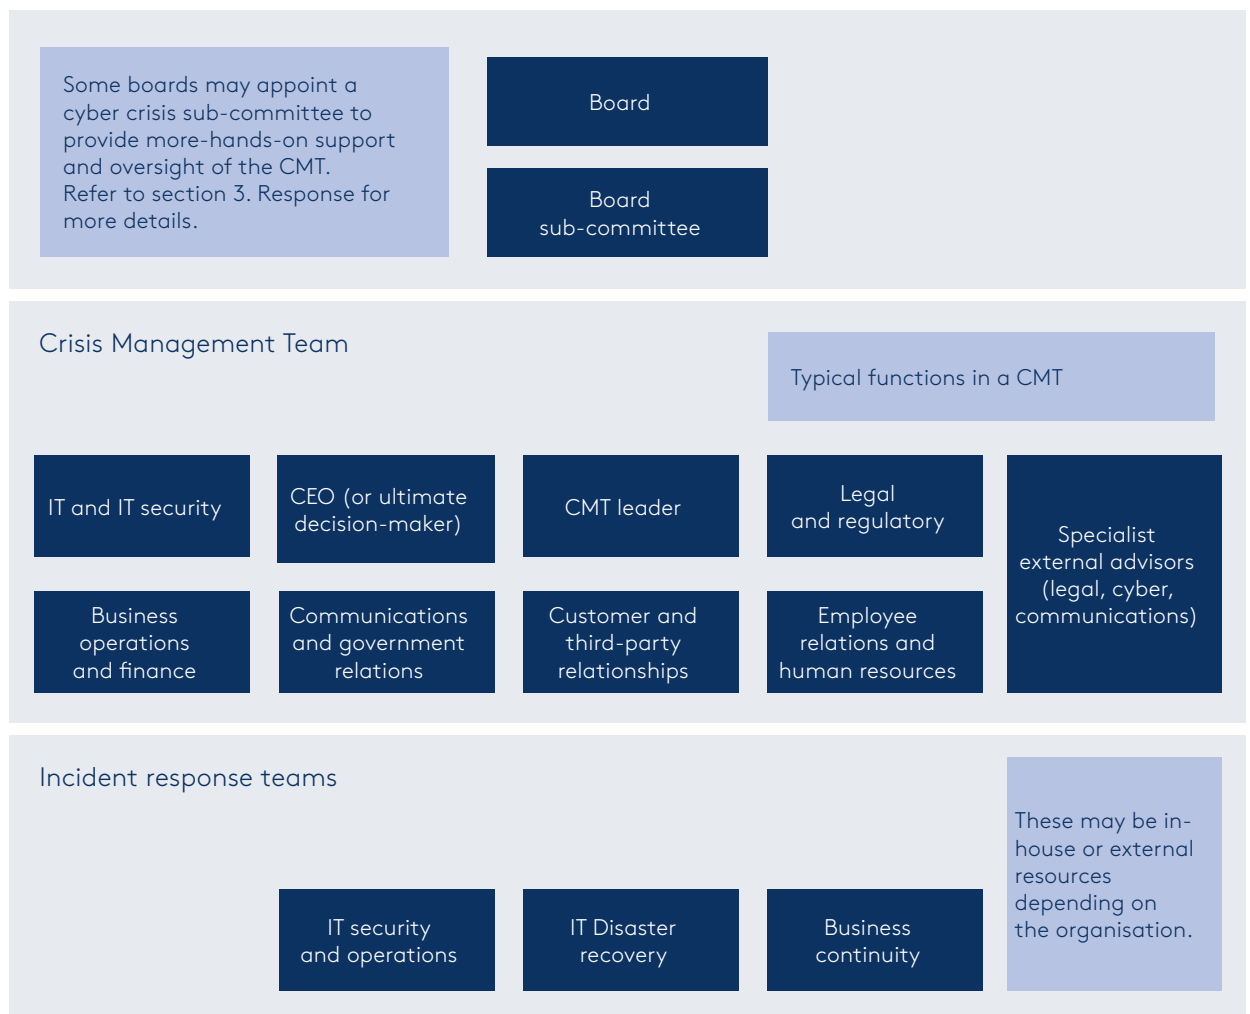 Some boards may appoint a
cyber crisis sub-committee to
provide more-hands-on support
and oversight of the CMT.
Refer to section 3. Response for
more details.
Board
Board
sub-committee
Crisis Management Team
Typical functions in a CMT
IT and IT security
CEO (or ultimate
decision-maker)
CMT leader
Legal
and regulatory
Specialist
external advisors
(legal, cyber,
communications)
Business
operations
and finance
Communications
and government
relations
Customer and
third-party
relationships
Employee
relations and
human resources
Incident response teams
These may be in-
house or external
resources
depending on
the organisation.
IT security
and operations
IT Disaster
recovery
Business
continuity